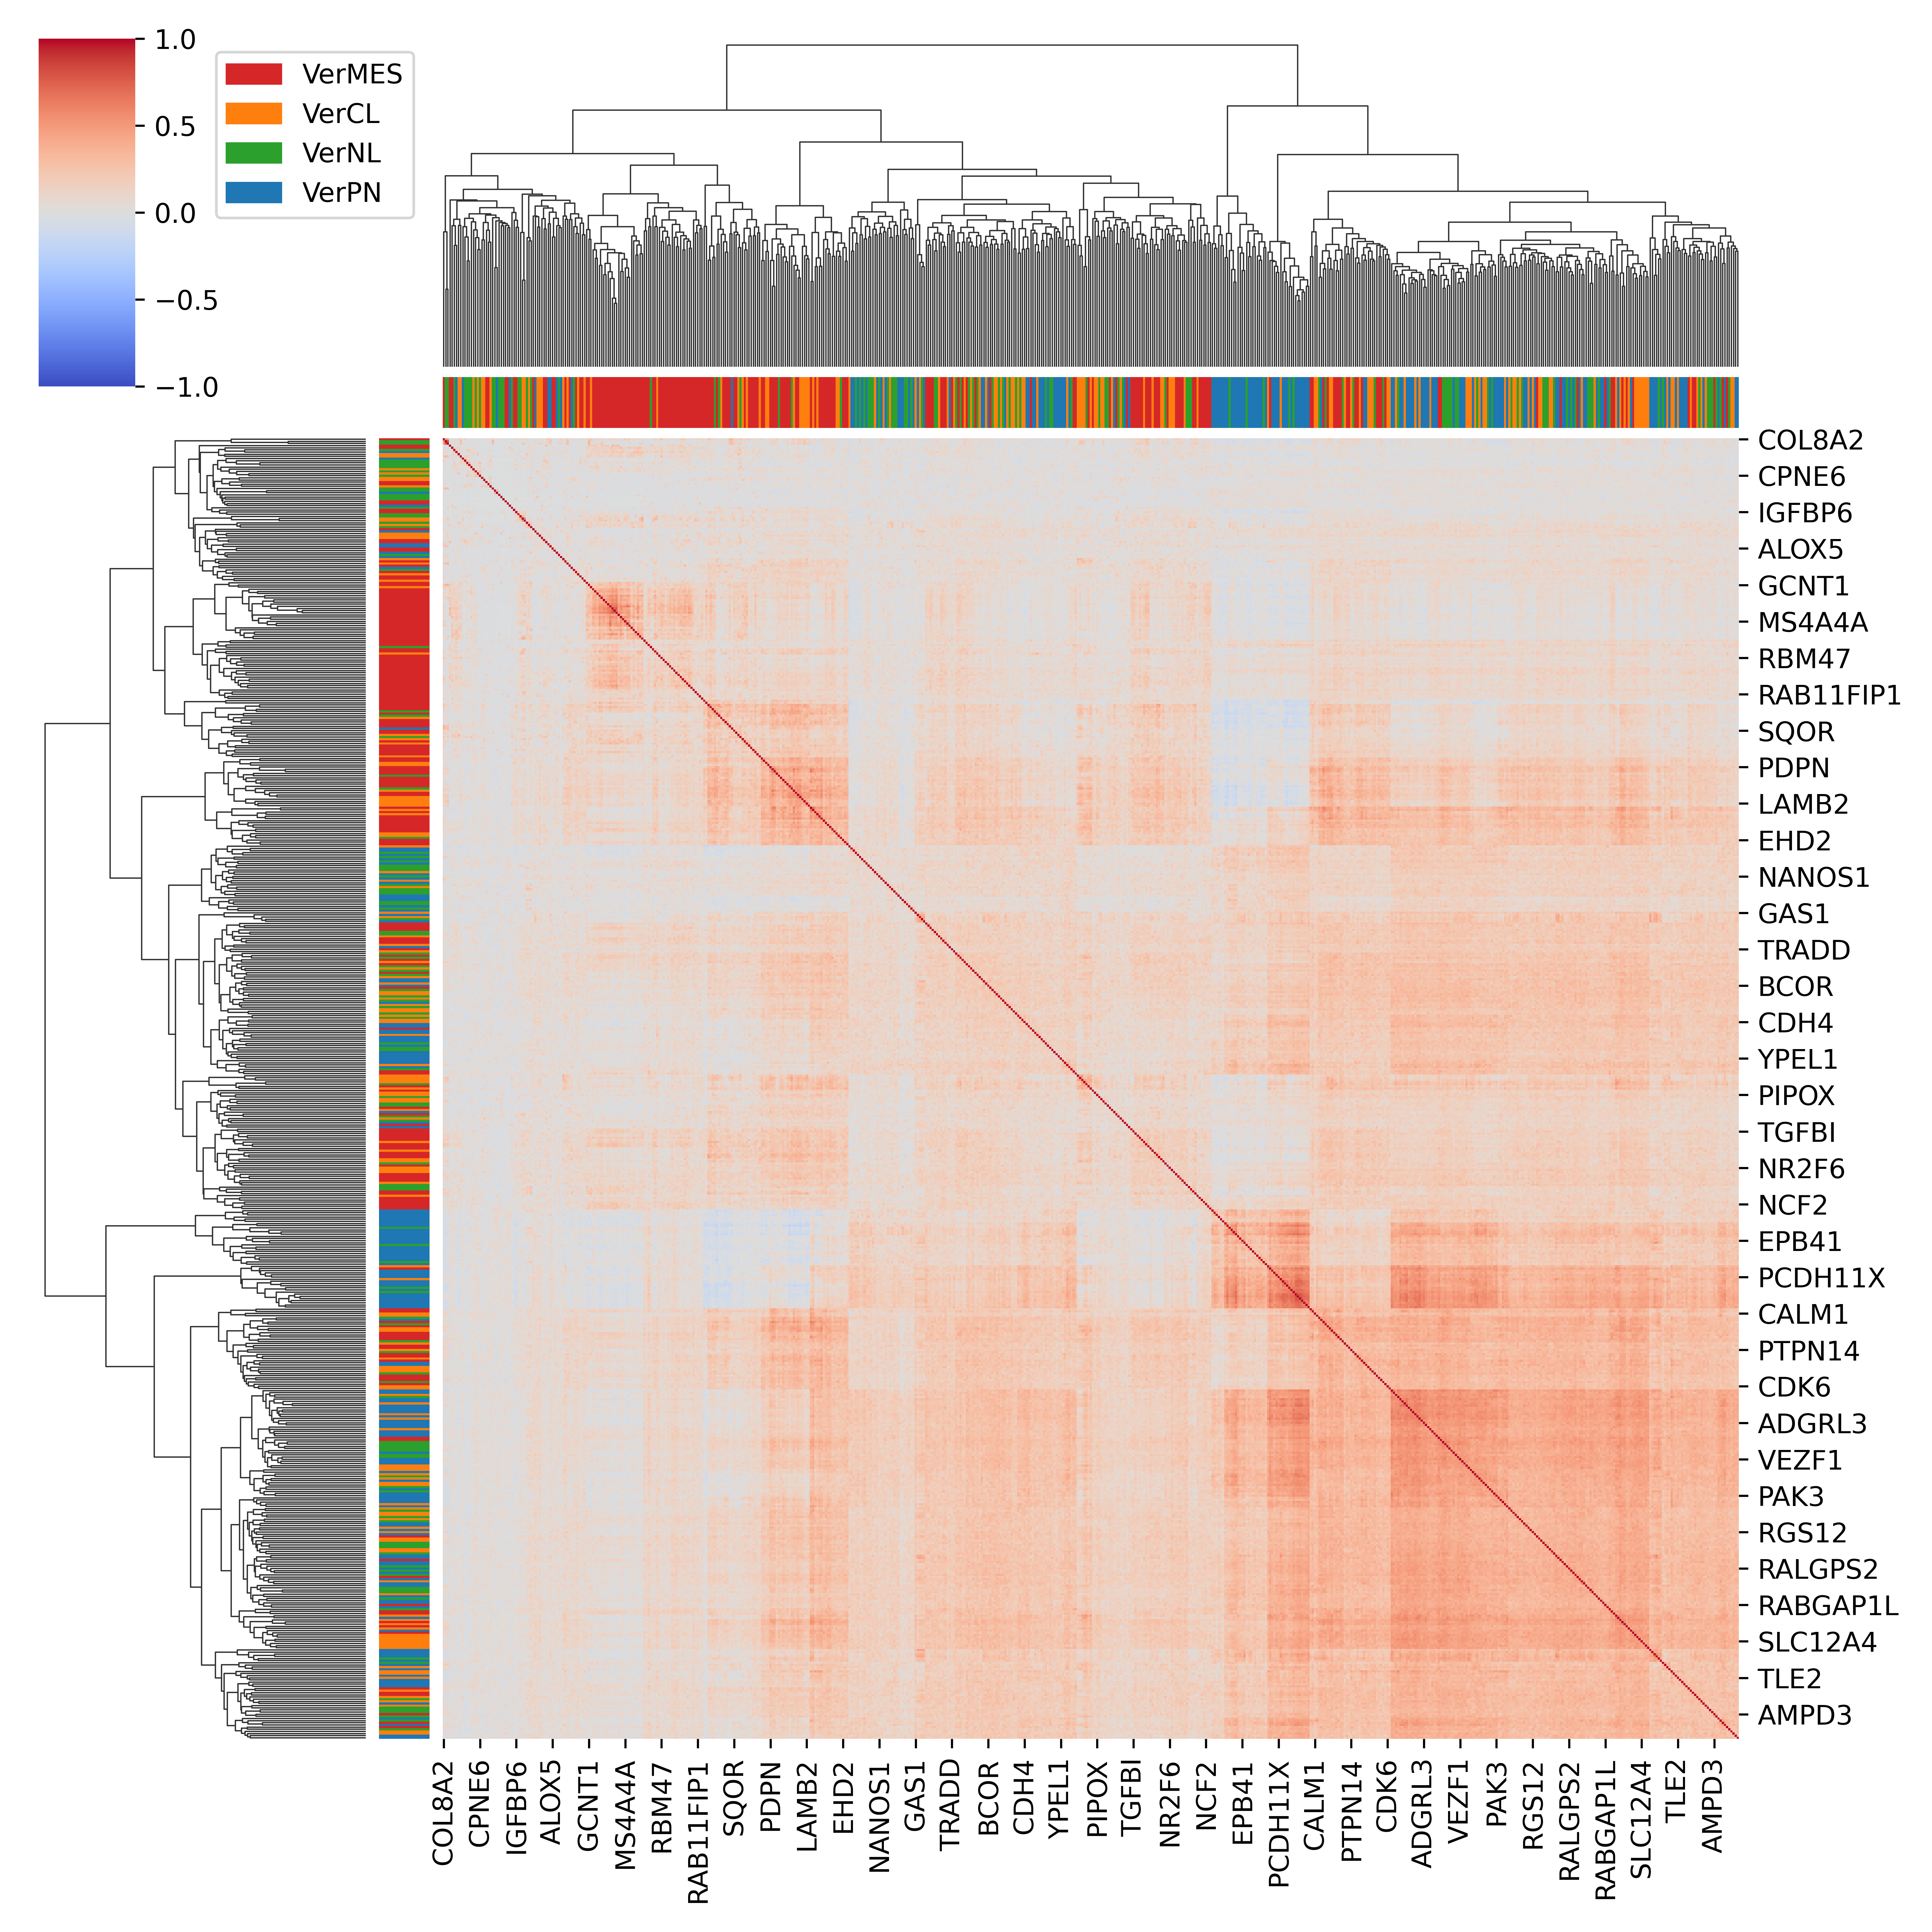 1.0
0.5
0.0
−0.5
−1.0
VerMES
VerCL
VerNL
VerPN
COL8A2
CPNE6
IGFBP6
ALOX5
GCNT1
MS4A4A
RBM47
RAB11FIP1
SQOR
PDPN
LAMB2
EHD2
NANOS1
GAS1
TRADD
BCOR
CDH4
YPEL1
PIPOX
TGFBI
NR2F6
NCF2
EPB41
PCDH11X
CALM1
PTPN14
CDK6
ADGRL3
VEZF1
PAK3
RGS12
RALGPS2
RABGAP1L
SLC12A4
TLE2
AMPD3
COL8A2
CPNE6
IGFBP6
ALOX5
GCNT1
MS4A4A
RBM47
RAB11FIP1
SQOR
PDPN
LAMB2
EHD2
NANOS1
GAS1
TRADD
BCOR
CDH4
YPEL1
PIPOX
TGFBI
NR2F6
NCF2
EPB41
PCDH11X
CALM1
PTPN14
CDK6
ADGRL3
VEZF1
PAK3
RGS12
RALGPS2
RABGAP1L
SLC12A4
TLE2
AMPD3